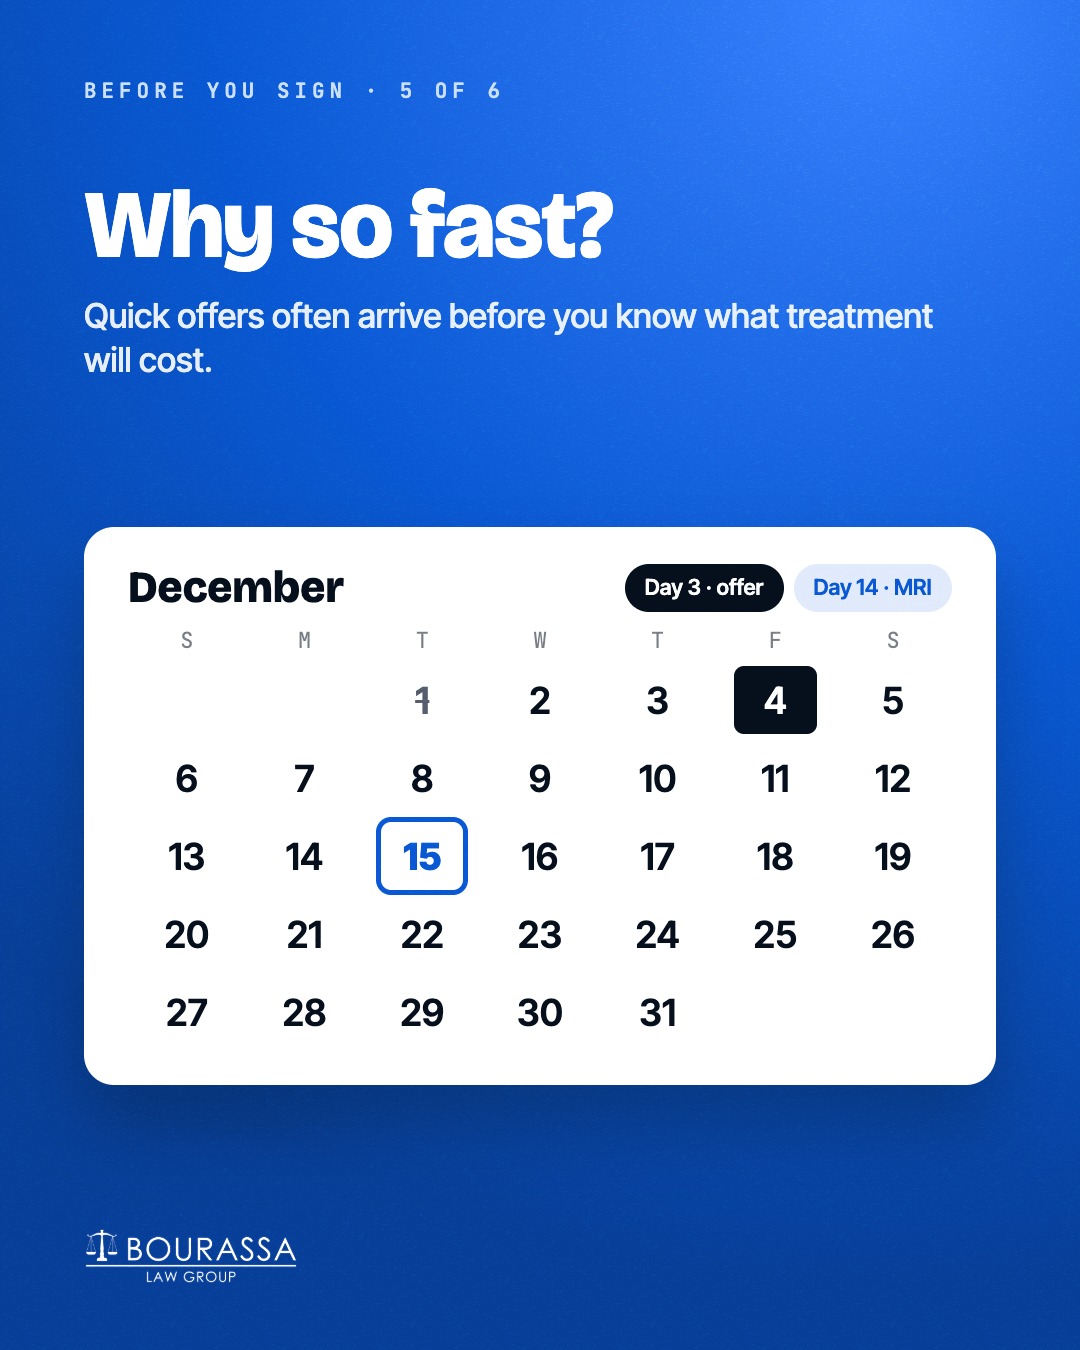 BEFORE YOU SIGN · 5 OF 6
Why so fast?
Quick offers often arrive before you know what treatment
will cost.
December
Day 3 · offer
Day 14 · MRI
S M T W T F S
1 2 3 4 5
6 7 8 9 10 11 12
13 14 15 16 17 18 19
20 21 22 23 24 25 26
27 28 29 30 31
BOURASSA
LAW GROUP